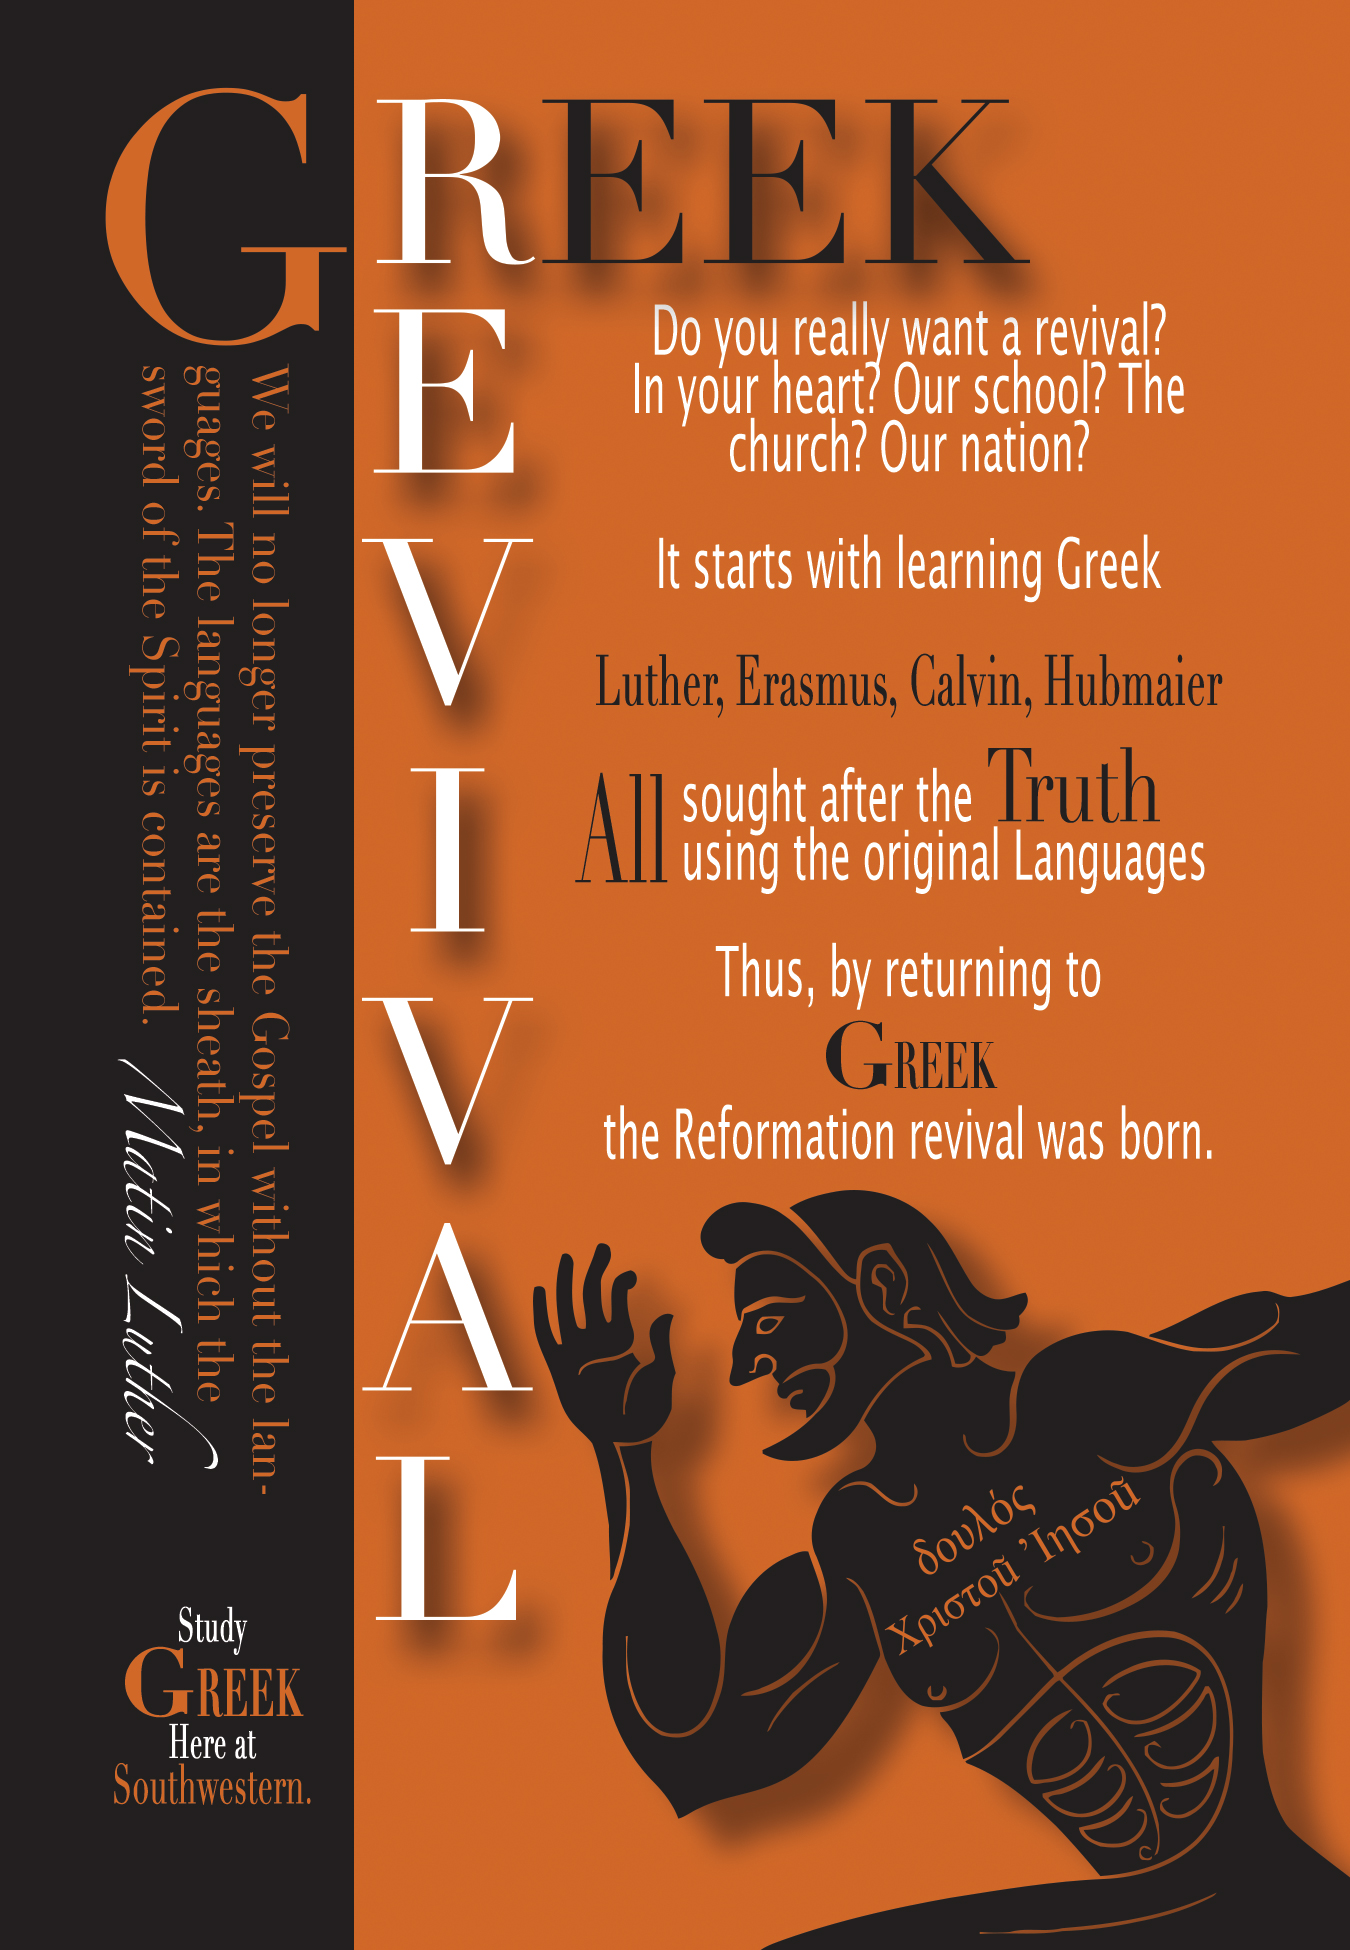 GREEK
REVIVAL
We will no longer preserve the Gospel without the lan-
guages. The languages are the sheath, in which the
sword of the Spirit is contained.
Matin Luther
Do you really want a revival?
In your heart? Our school? The
church? Our nation?
It starts with learning Greek
Luther, Erasmus, Calvin, Hubmaier
All sought after the Truth
using the original Languages
Thus, by returning to
GREEK
the Reformation revival was born.
δουλός
Χριστοῦ ᾿Ιησοῦ
Study
GREEK
Here at
Southwestern.